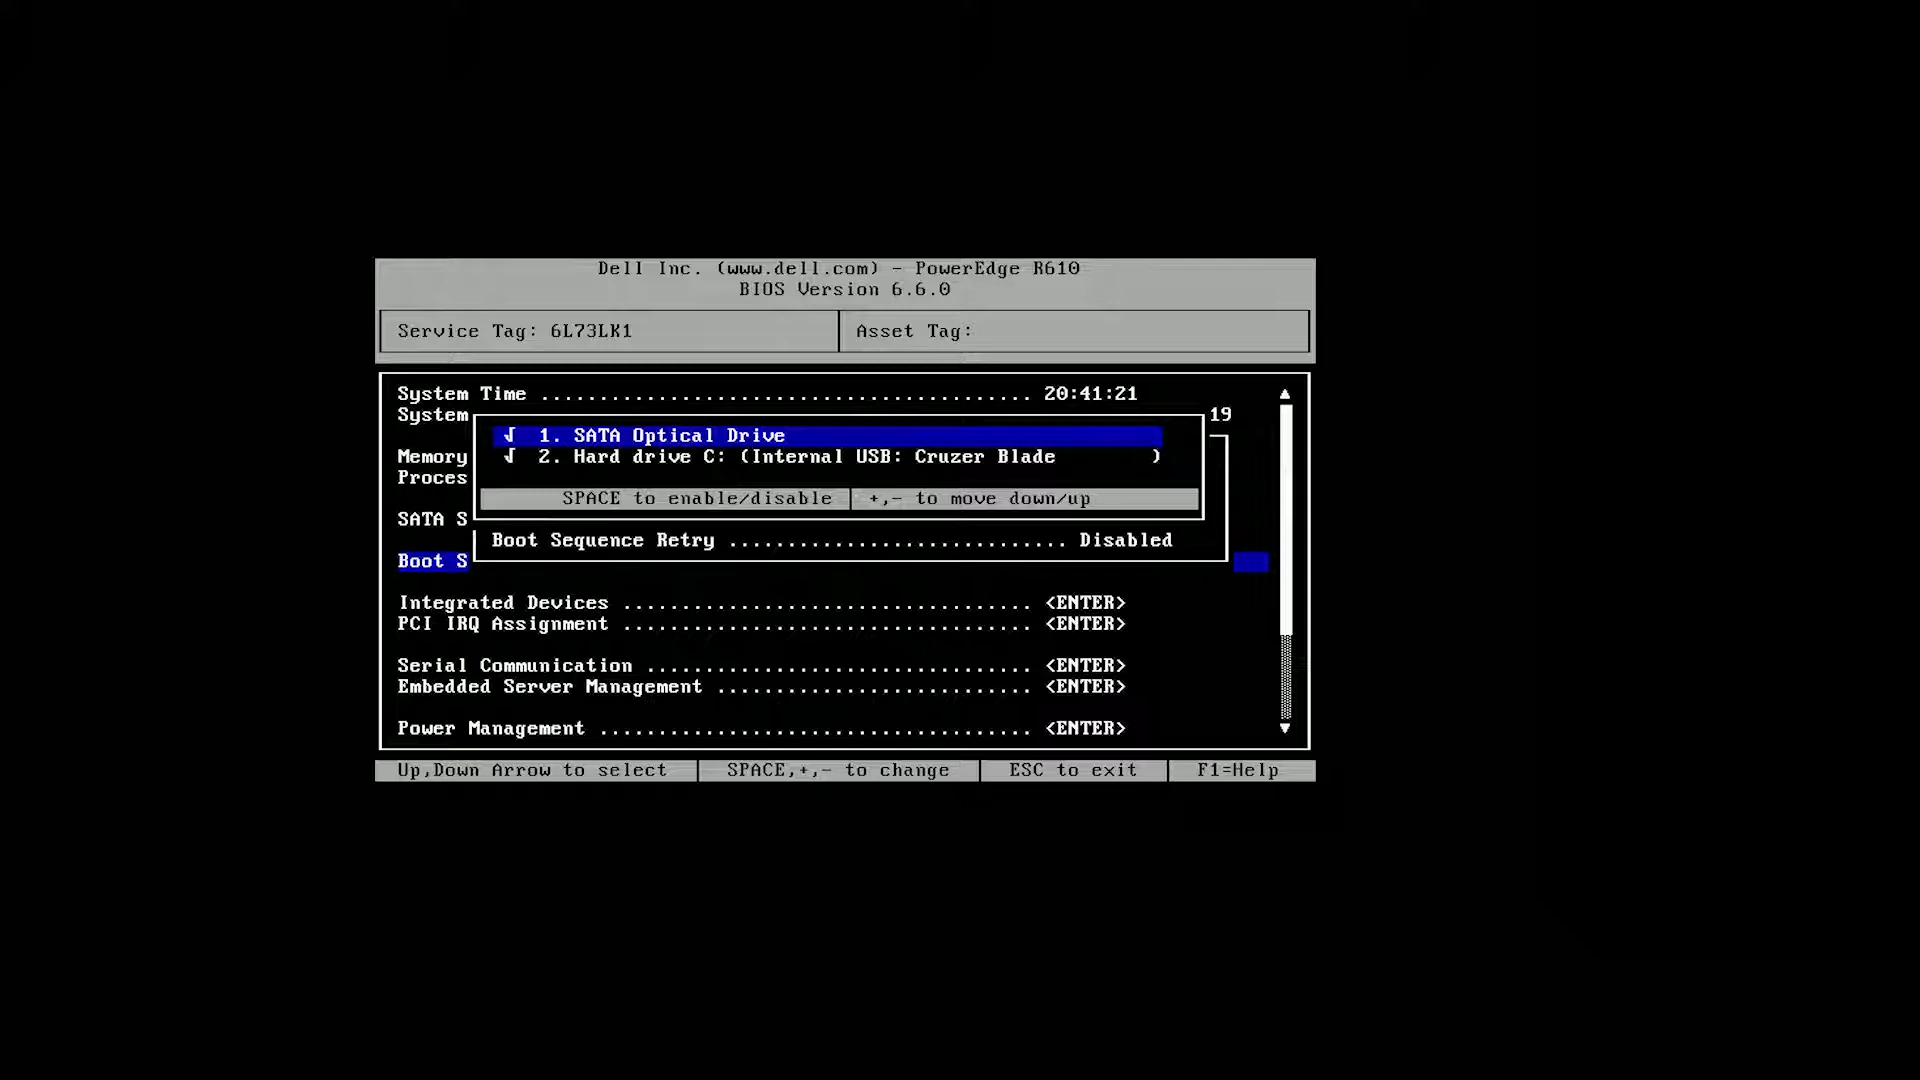 Dell Inc. (www.dell.com) - PowerEdge R610
BIOS Version 6.6.0
Service Tag: 6L73LK1 Asset Tag:
System Time .......................................... 20:41:21
System 19
√ 1. SATA Optical Drive
√ 2. Hard drive C: (Internal USB: Cruzer Blade )
Memory
Proces
SPACE to enable/disable +,- to move down/up
SATA S
Boot Sequence Retry ............................. Disabled
Boot S
Integrated Devices ................................... <ENTER>
PCI IRQ Assignment ................................... <ENTER>
Serial Communication ................................. <ENTER>
Embedded Server Management ........................... <ENTER>
Power Management ..................................... <ENTER>
Up,Down Arrow to select SPACE,+,- to change ESC to exit F1=Help